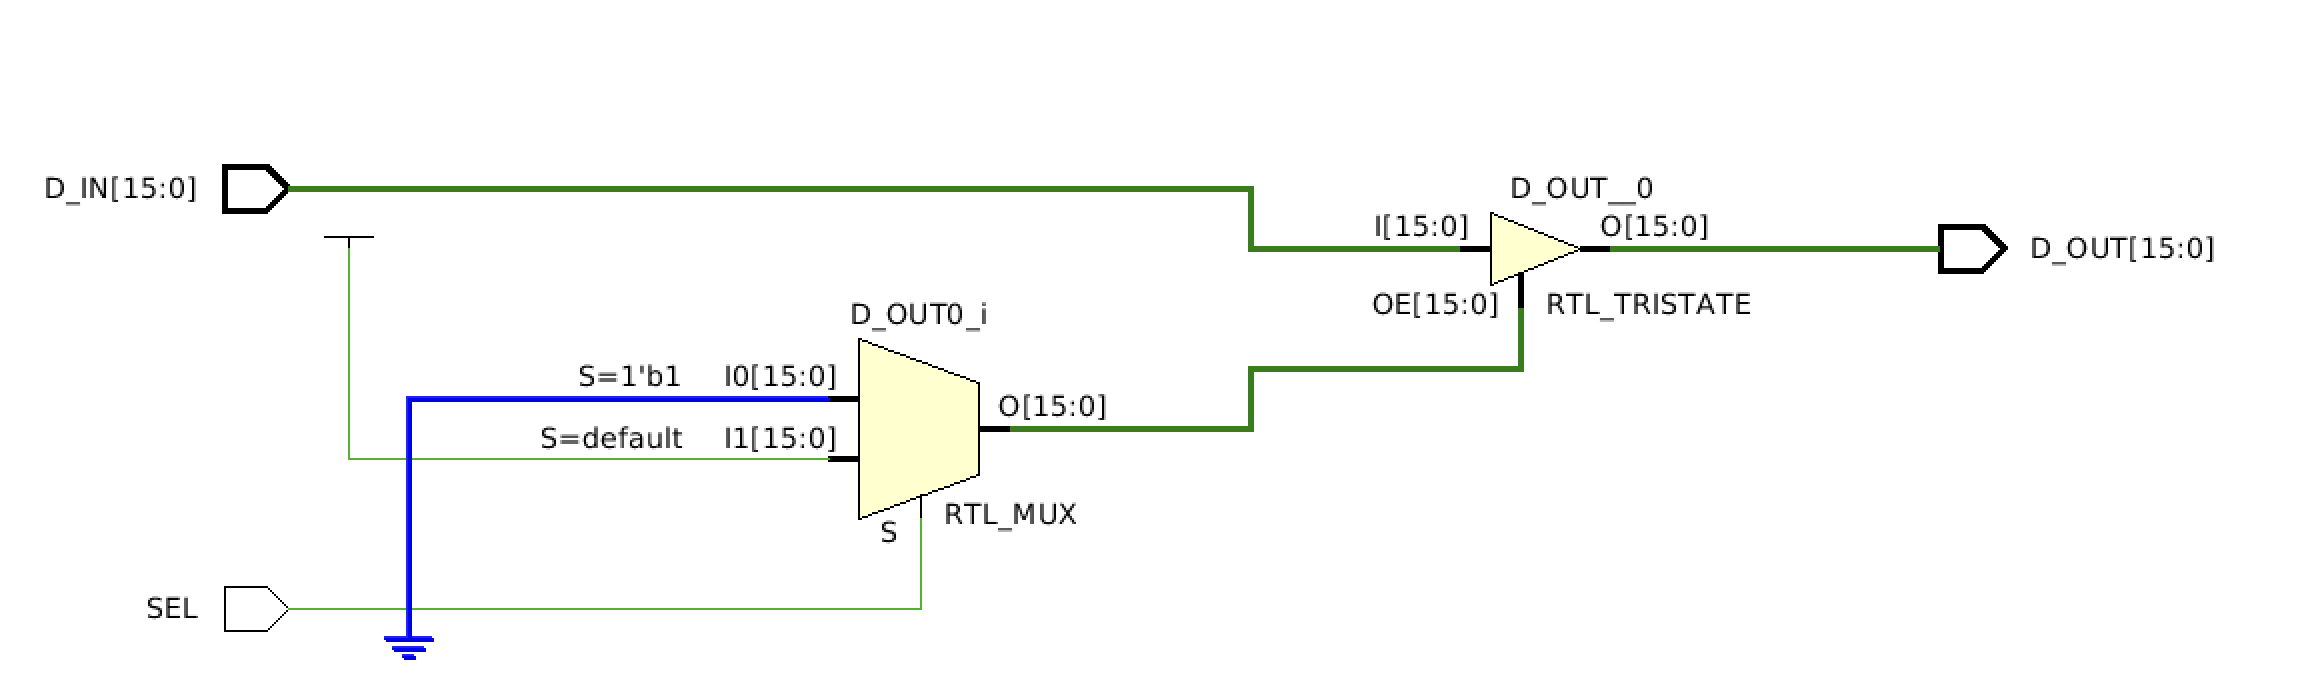 D_IN[15:0]
D_OUT__0
I[15:0]
O[15:0]
D_OUT[15:0]
OE[15:0]
RTL_TRISTATE
D_OUT0_i
S=1'b1
I0[15:0]
O[15:0]
S=default
I1[15:0]
RTL_MUX
S
SEL